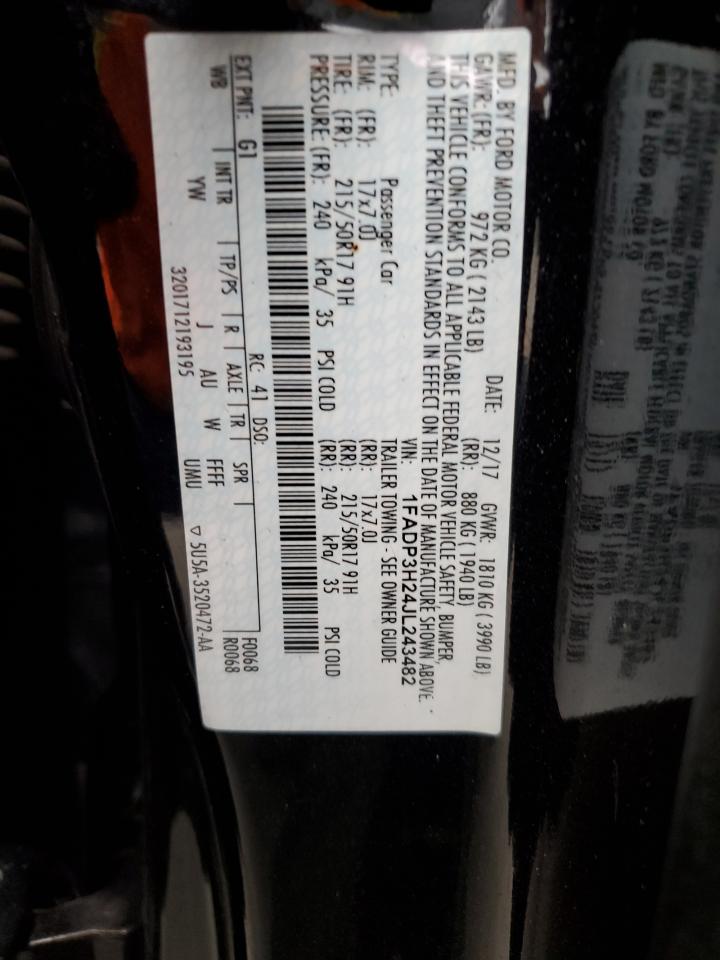 MFD. BY FORD MOTOR CO. DATE: 12/17 GVWR: 1810 KG ( 3990 LB)
GAWR: (FR): 972 KG ( 2143 LB) (RR): 880 KG ( 1940 LB)
THIS VEHICLE CONFORMS TO ALL APPLICABLE FEDERAL MOTOR VEHICLE SAFETY, BUMPER,
AND THEFT PREVENTION STANDARDS IN EFFECT ON THE DATE OF MANUFACTURE SHOWN ABOVE.
VIN: 1FADP3H24JL243482
TYPE: Passenger Car TRAILER TOWING - SEE OWNER GUIDE
RIM: (FR): 17x7.0J (RR): 17x7.0J
TIRE: (FR): 215/50R17 91H (RR): 215/50R17 91H
PRESSURE: (FR): 240 kPa/ 35 PSI COLD (RR): 240 kPa/ 35 PSI COLD
RC: 41 DSO: F0068
EXT PNT: G1 R0068
WB | INT TR | TP/PS | R | AXLE | TR | SPR |
YW J AU W FFFF
3201712193195 UMU ▽ 5U5A-3520472-AA